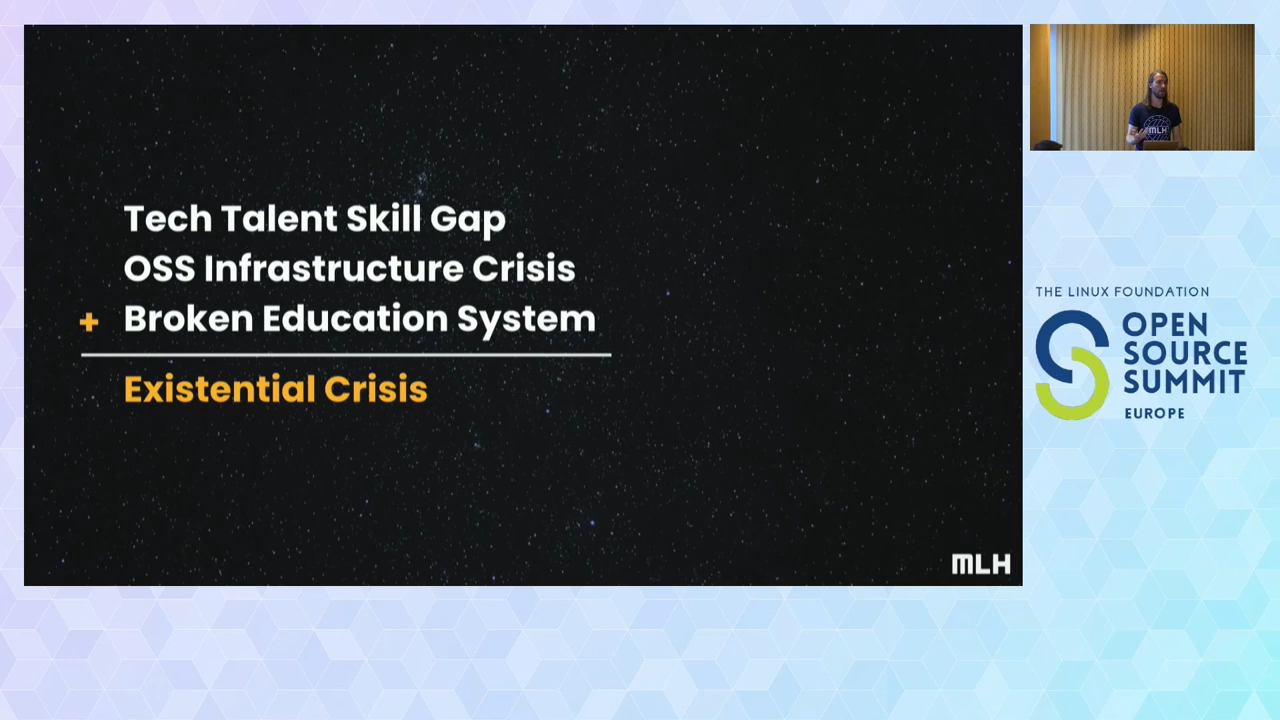 Tech Talent Skill Gap
OSS Infrastructure Crisis
+ Broken Education System
Existential Crisis
MLH
MLH
THE LINUX FOUNDATION
OPEN
SOURCE
SUMMIT
EUROPE